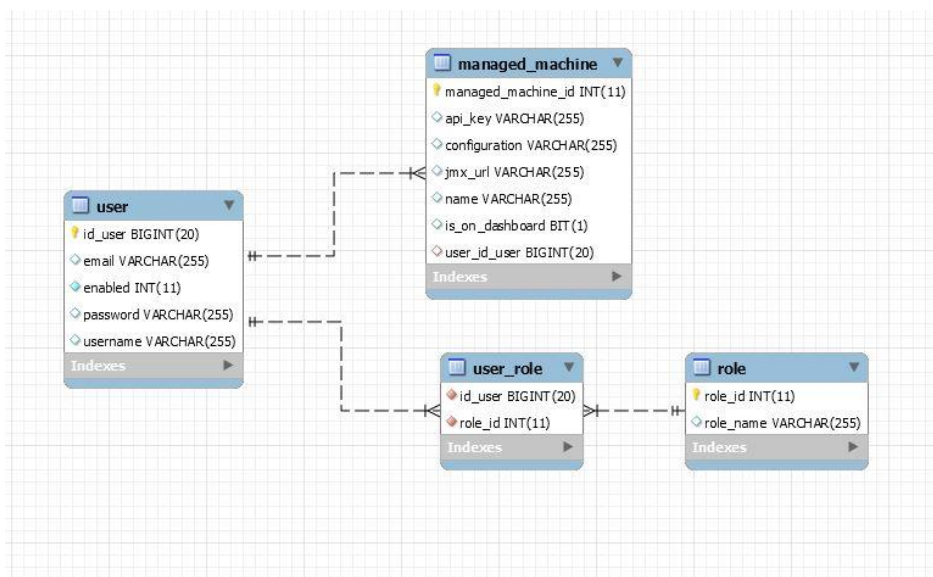 managed_machine
managed_machine_id INT(11)
api_key VARCHAR(255)
configuration VARCHAR(255)
jmx_url VARCHAR(255)
name VARCHAR(255)
is_on_dashboard BIT(1)
user_id_user BIGINT(20)
Indexes
user
id_user BIGINT(20)
email VARCHAR(255)
enabled INT(11)
password VARCHAR(255)
username VARCHAR(255)
Indexes
user_role
id_user BIGINT(20)
role_id INT(11)
Indexes
role
role_id INT(11)
role_name VARCHAR(255)
Indexes